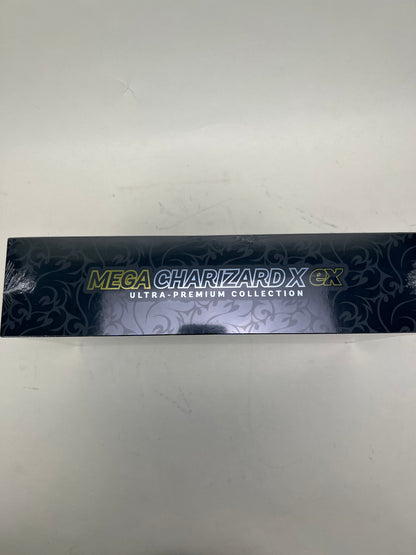 MEGA CHARIZARD X ex
ULTRA-PREMIUM COLLECTION